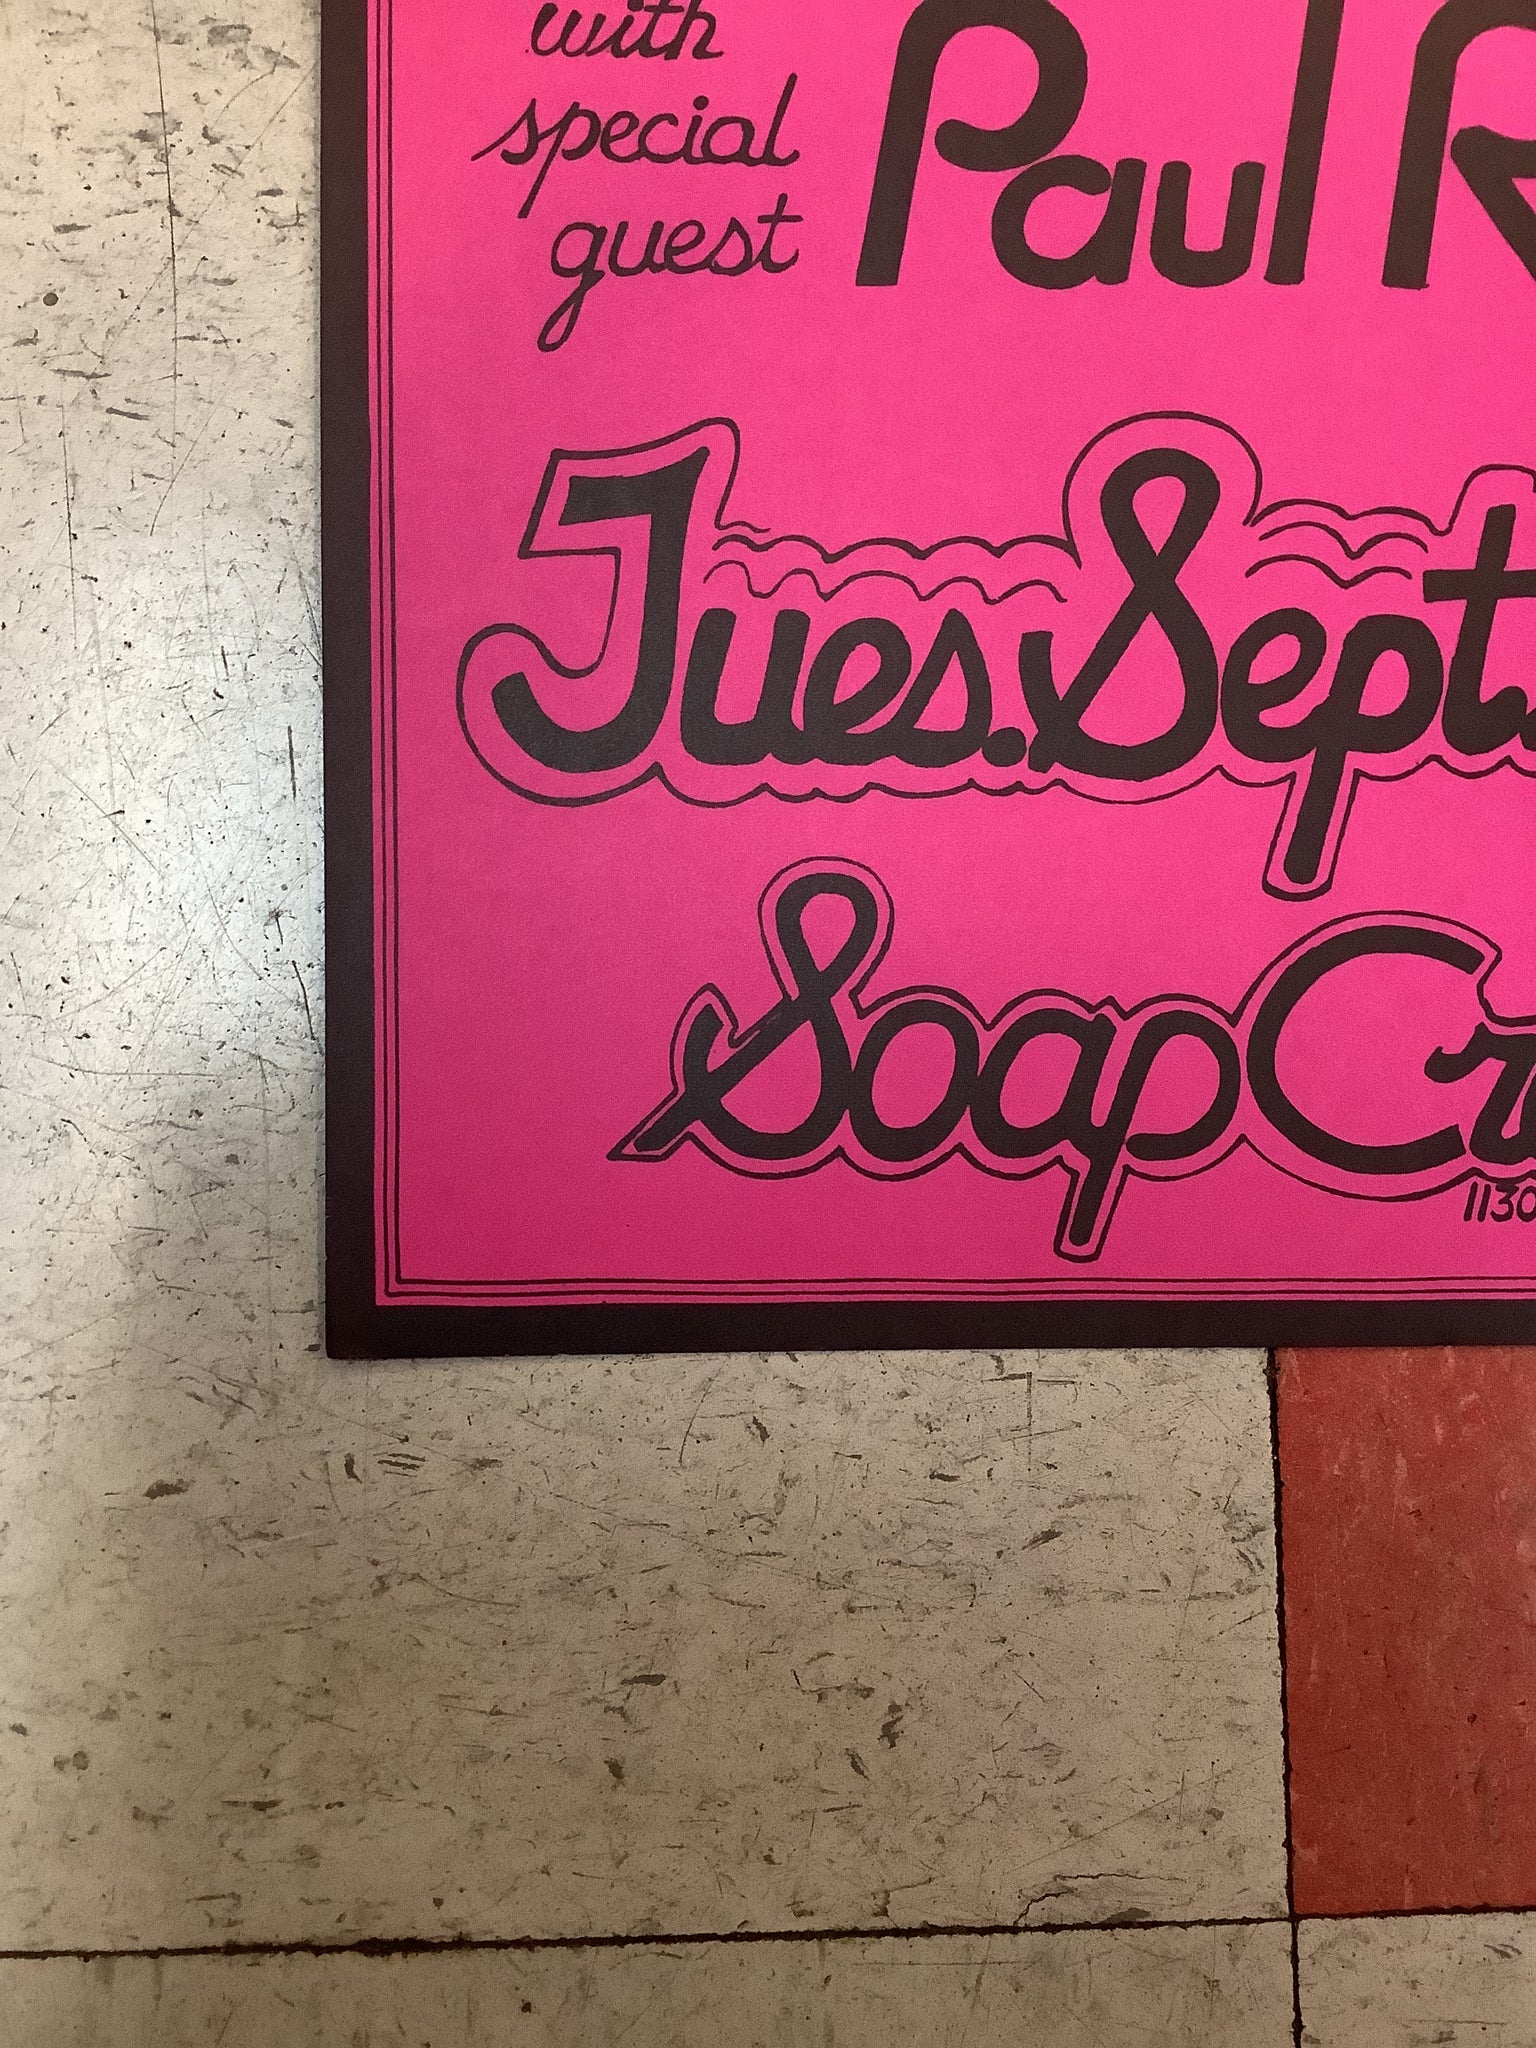 with
special
guest
Paul R
Tues. Sept.
Soap Cr
1130